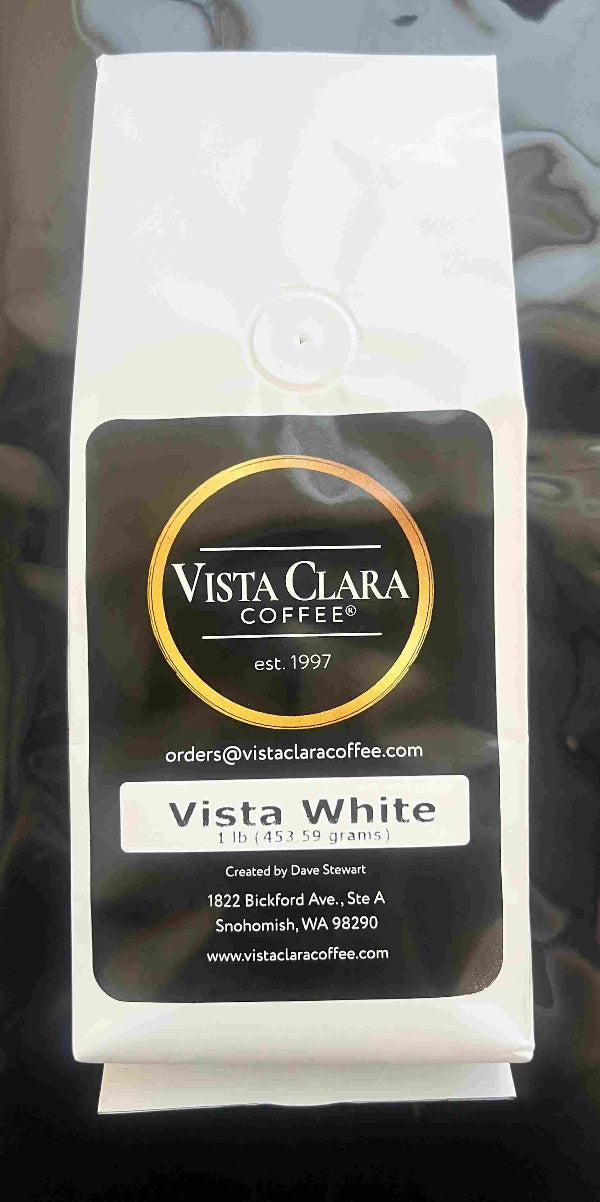 VISTA CLARA
COFFEE®
est. 1997
orders@vistaclaracoffee.com
Vista White
1 lb (453.59 grams)
Created by Dave Stewart
1822 Bickford Ave., Ste A
Snohomish, WA 98290
www.vistaclaracoffee.com